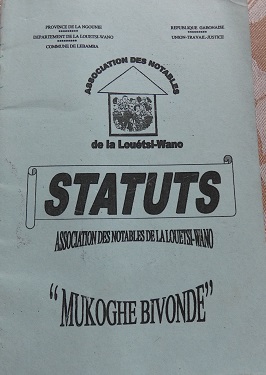 PROVINCE DE LA NGOUNIE
DEPARTEMENT DE LA LOUETSI-WANO
COMMUNE DE LEBAMBA
REPUBLIQUE GABONAISE
UNION-TRAVAIL-JUSTICE
ASSOCIATION DES NOTABLES
de la Louétsi-Wano
STATUTS
ASSOCIATION DES NOTABLES DE LA LOUETSI-WANO
"MUKOGHE BIVONDE"